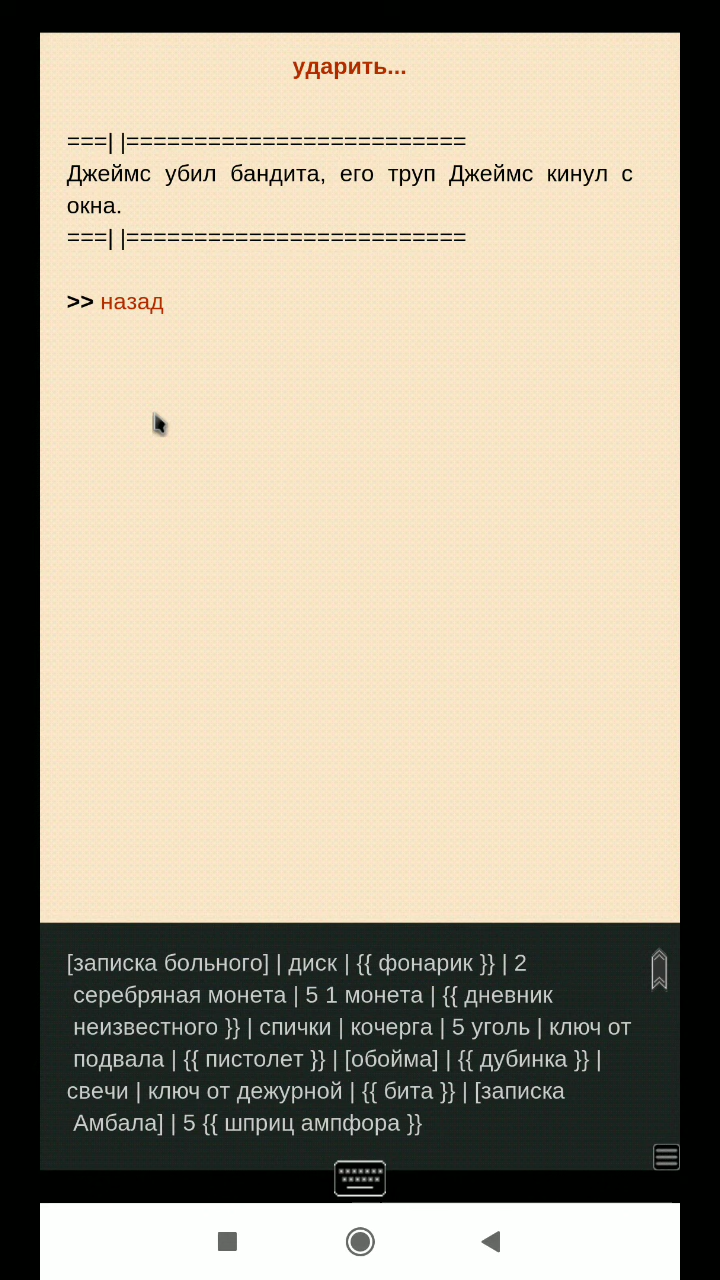 ударить...
===| |=========================
Джеймс убил бандита, его труп Джеймс кинул с
окна.
===| |=========================
>> назад
[записка больного] | диск | {{ фонарик }} | 2
серебряная монета | 5 1 монета | {{ дневник
неизвестного }} | спички | кочерга | 5 уголь | ключ от
подвала | {{ пистолет }} | [обойма] | {{ дубинка }} |
свечи | ключ от дежурной | {{ бита }} | [записка
Амбала] | 5 {{ шприц ампфора }}